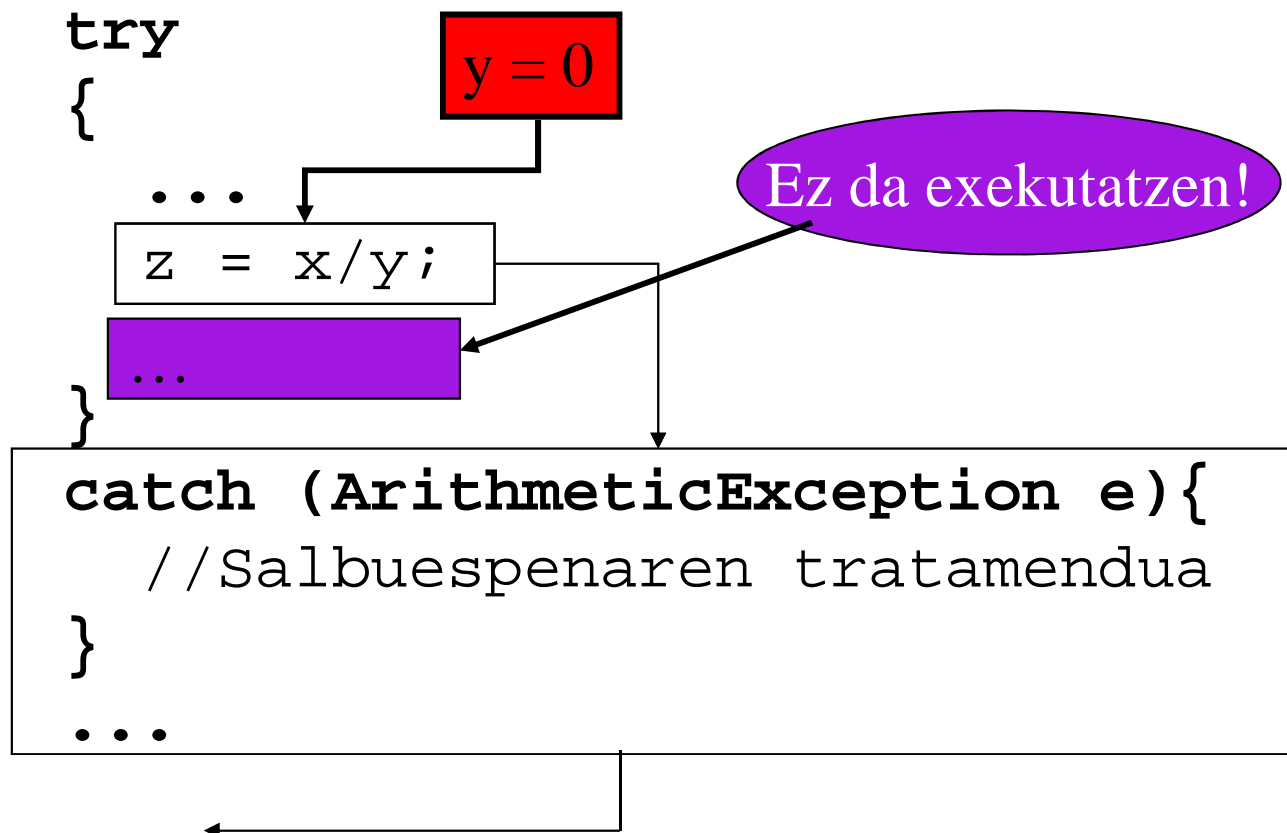 try
y = 0
{
...
Ez da exekutatzen!
z = x/y;
...
}
catch (ArithmeticException e){
//Salbuespenaren tratamendua
}
...